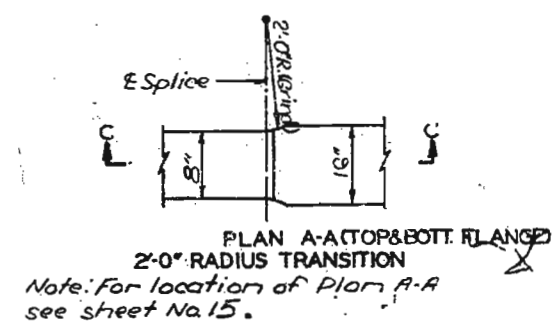 2'-0"R.(Grind)
℄ Splice
C C
8" 16"
PLAN A-A (TOP & BOTT. FLANGE)
2'-0" RADIUS TRANSITION
Note: For location of Plan A-A
see sheet No. 15.